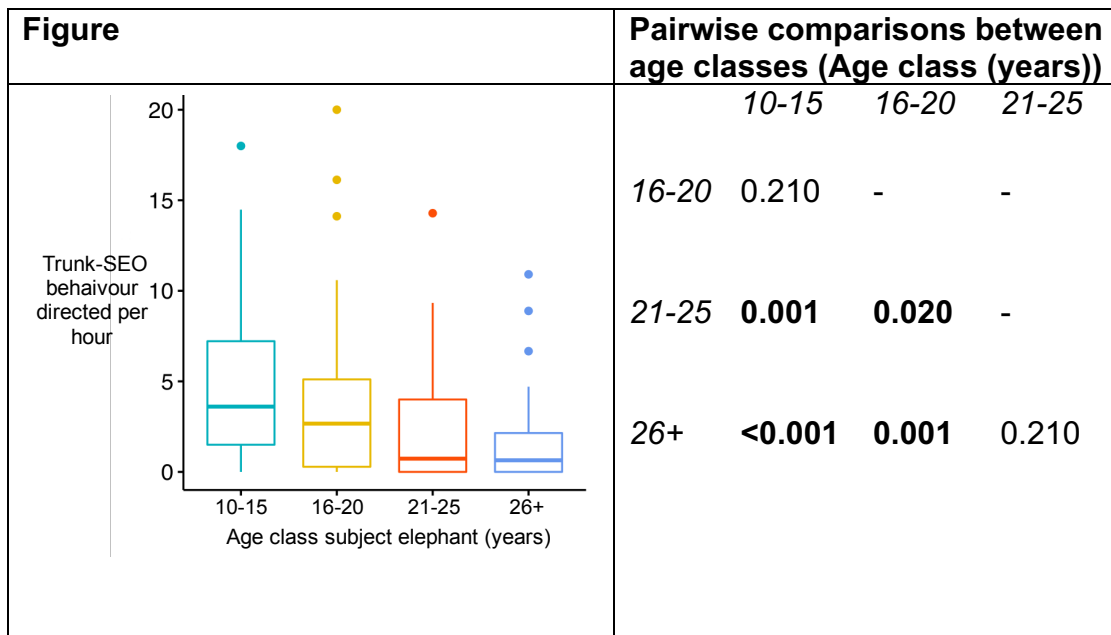 Figure
Pairwise comparisons between
age classes (Age class (years))
20
15
10
5
0
Trunk-SEO
behaivour
directed per
hour
10-15 16-20 21-25 26+
Age class subject elephant (years)
10-15 16-20 21-25
16-20 0.210 - -
21-25 0.001 0.020 -
26+ <0.001 0.001 0.210